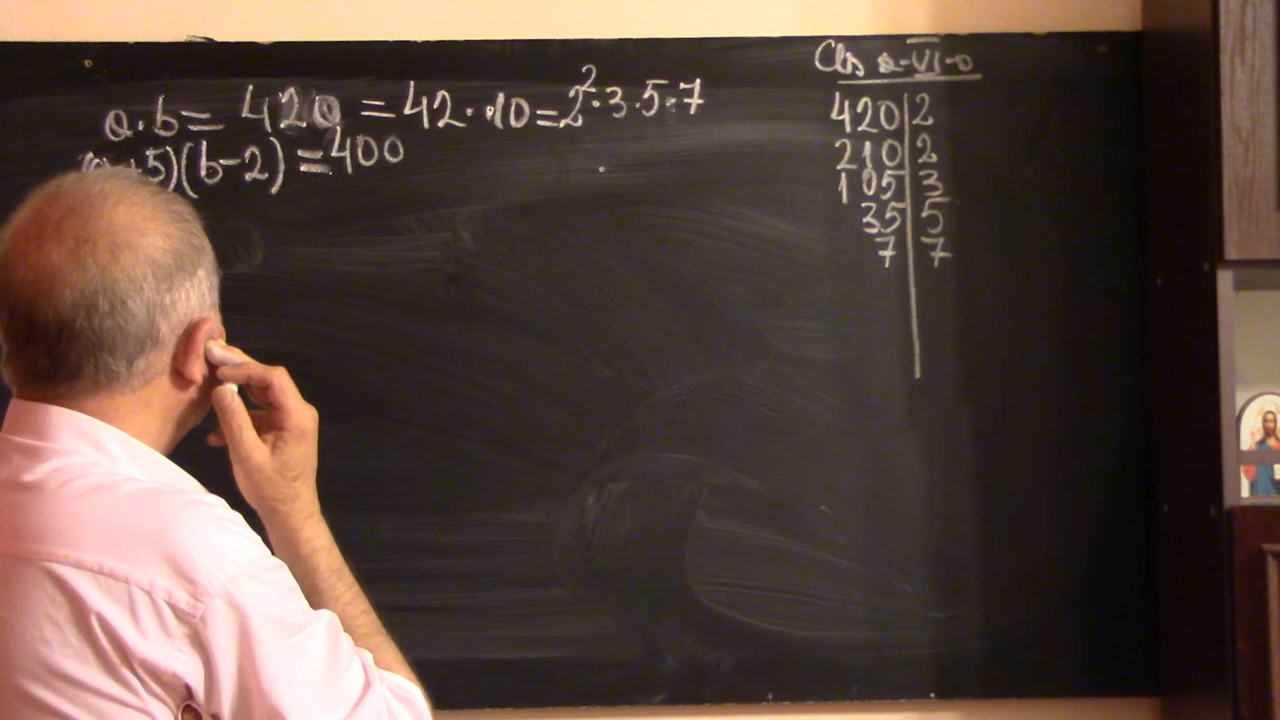 a·b= 420 = 42·10=2²·3·5·7
+5)(b-2) =400
Cls a-VI-a
420|2
210|2
105|3
35|5
7|7